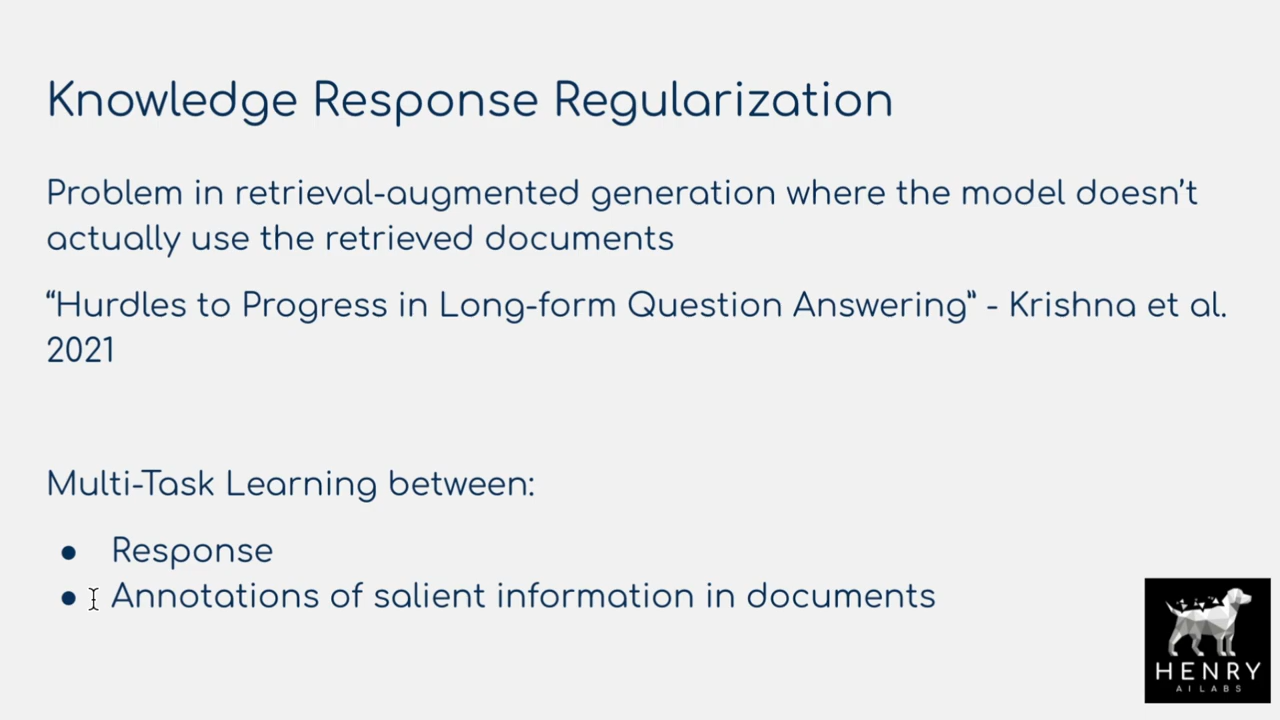 Knowledge Response Regularization
Problem in retrieval-augmented generation where the model doesn’t
actually use the retrieved documents
“Hurdles to Progress in Long-form Question Answering” - Krishna et al.
2021
Multi-Task Learning between:
● Response
● Annotations of salient information in documents
HENRY
AI LABS